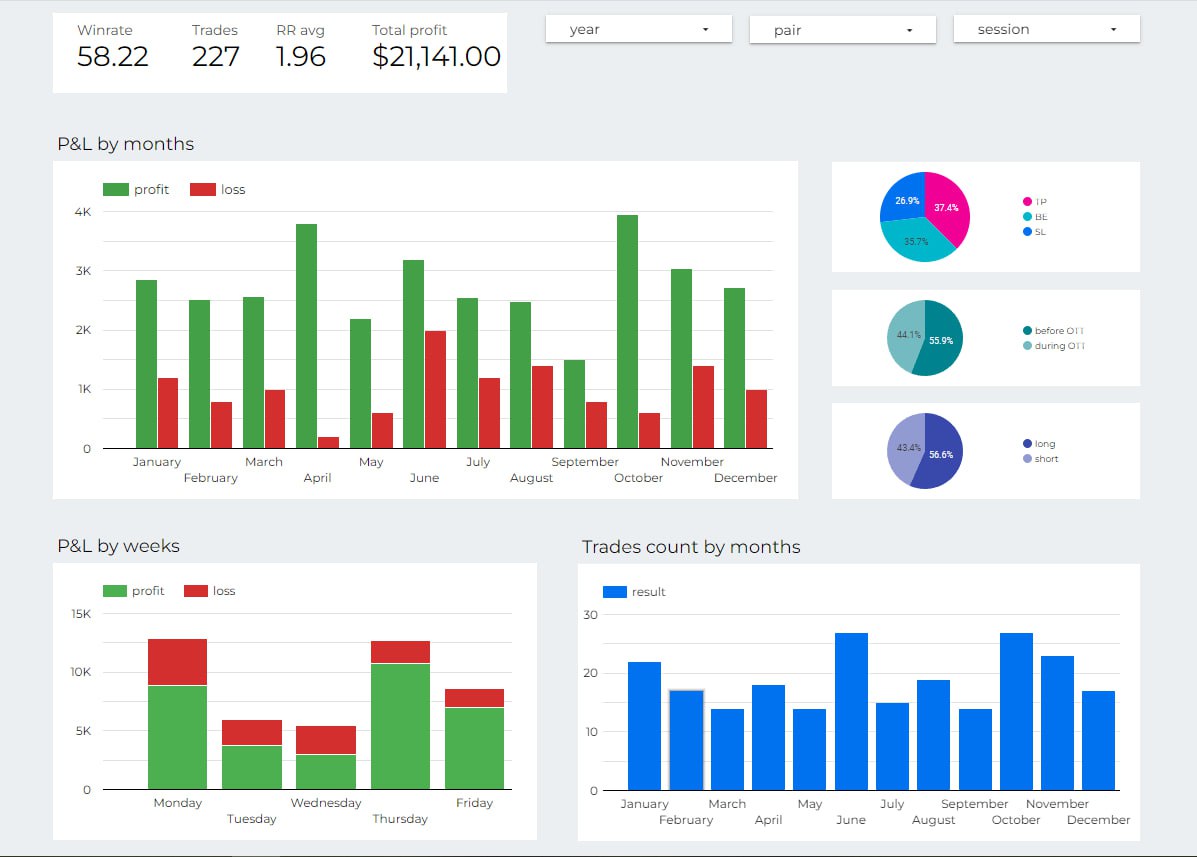 Winrate Trades RR avg Total profit
58.22 227 1.96 $21,141.00
year pair session
P&L by months
profit loss
4K
3K
2K
1K
0
January March May July September November
February April June August October December
26.9% 37.4%
35.7%
TP
BE
SL
44.1% 55.9%
before OTT
during OTT
43.4% 56.6%
long
short
P&L by weeks
profit loss
15K
10K
5K
0
Monday Wednesday Friday
Tuesday Thursday
Trades count by months
result
30
20
10
0
January March May July September November
February April June August October December